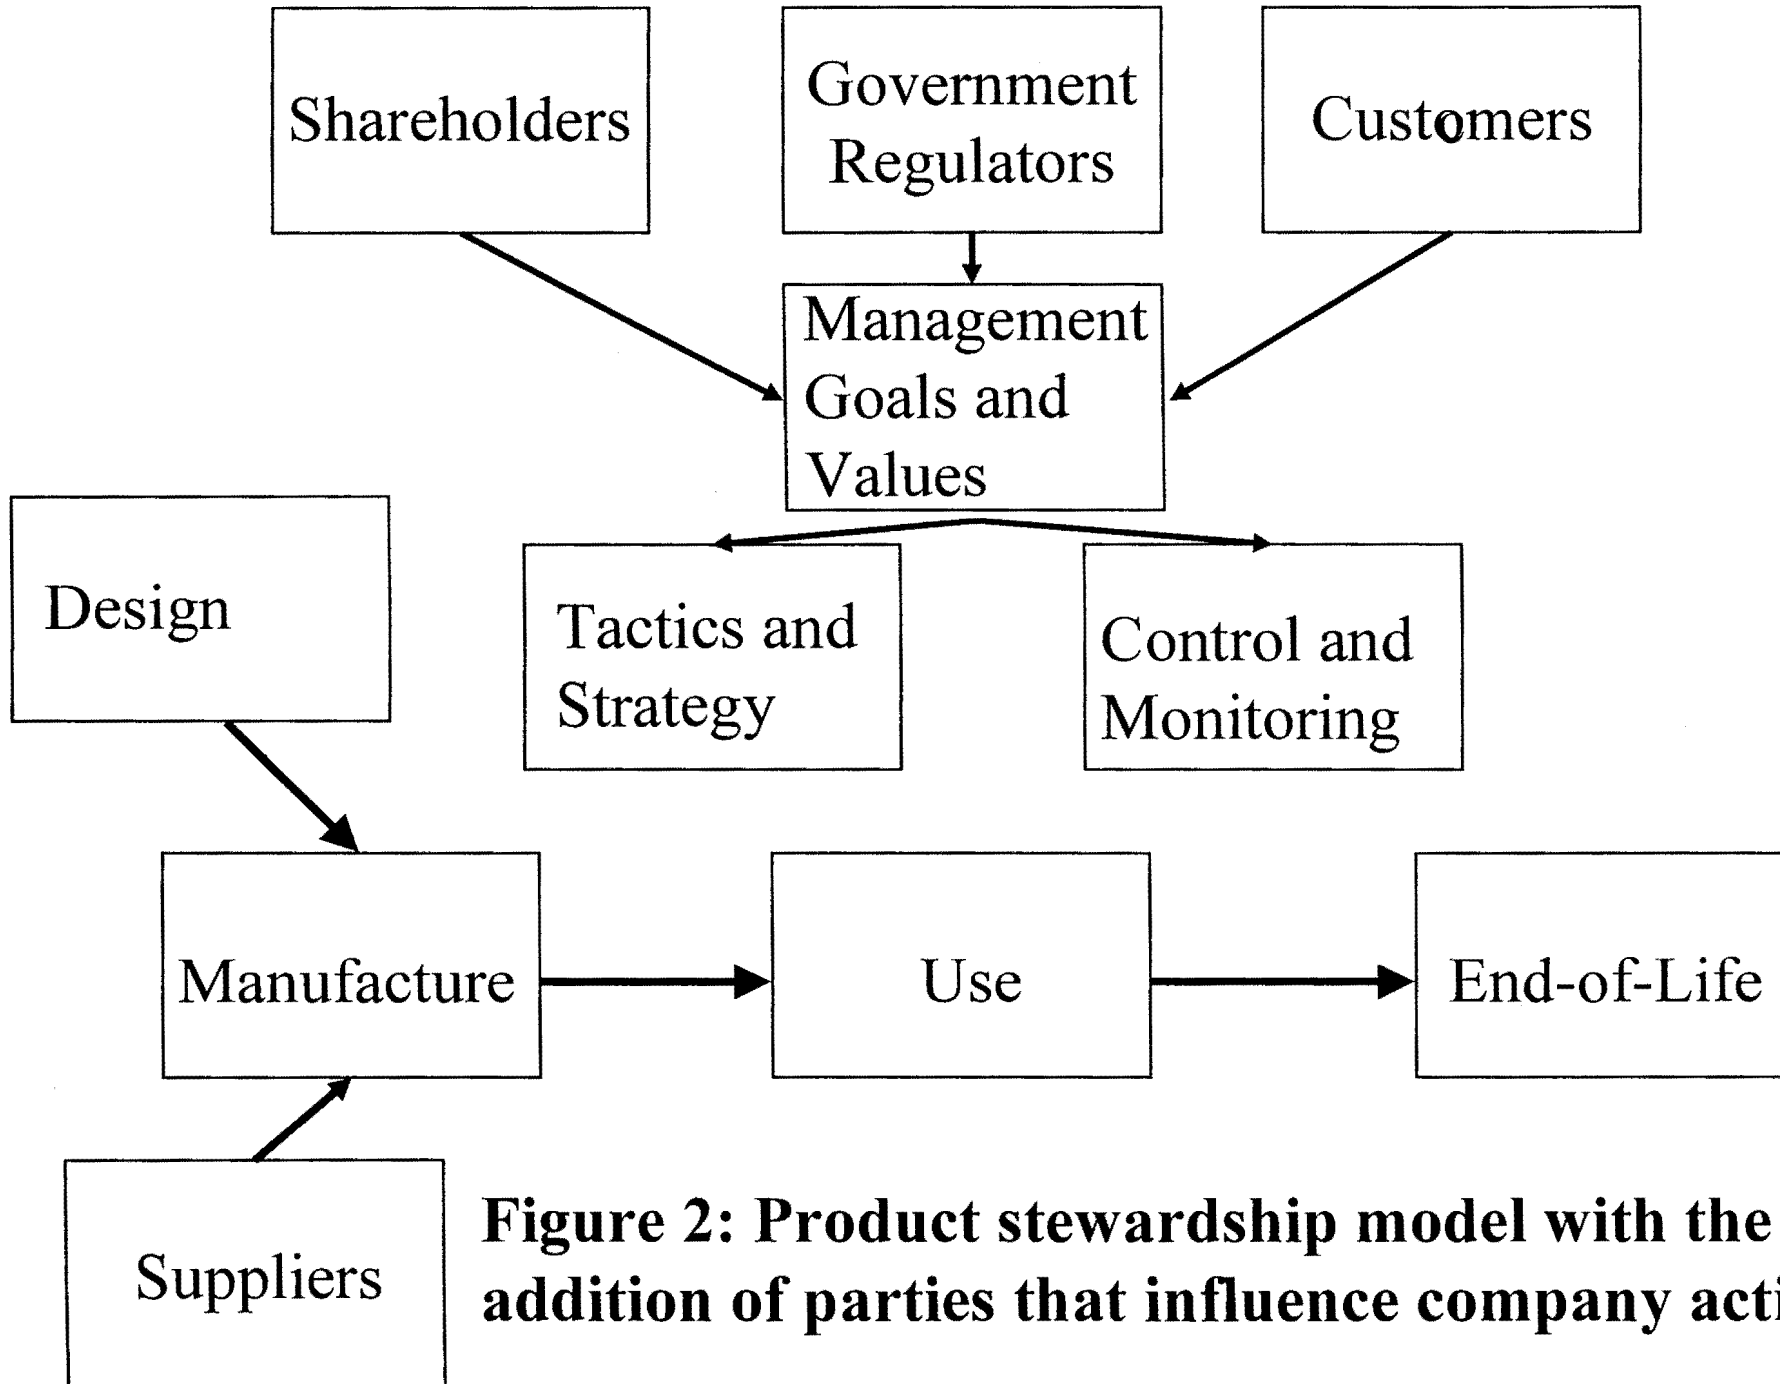 Shareholders
Government
Regulators
Customers
Management
Goals and
Values
Design
Tactics and
Strategy
Control and
Monitoring
Manufacture
Use
End-of-Life
Suppliers
Figure 2: Product stewardship model with the
addition of parties that influence company acti